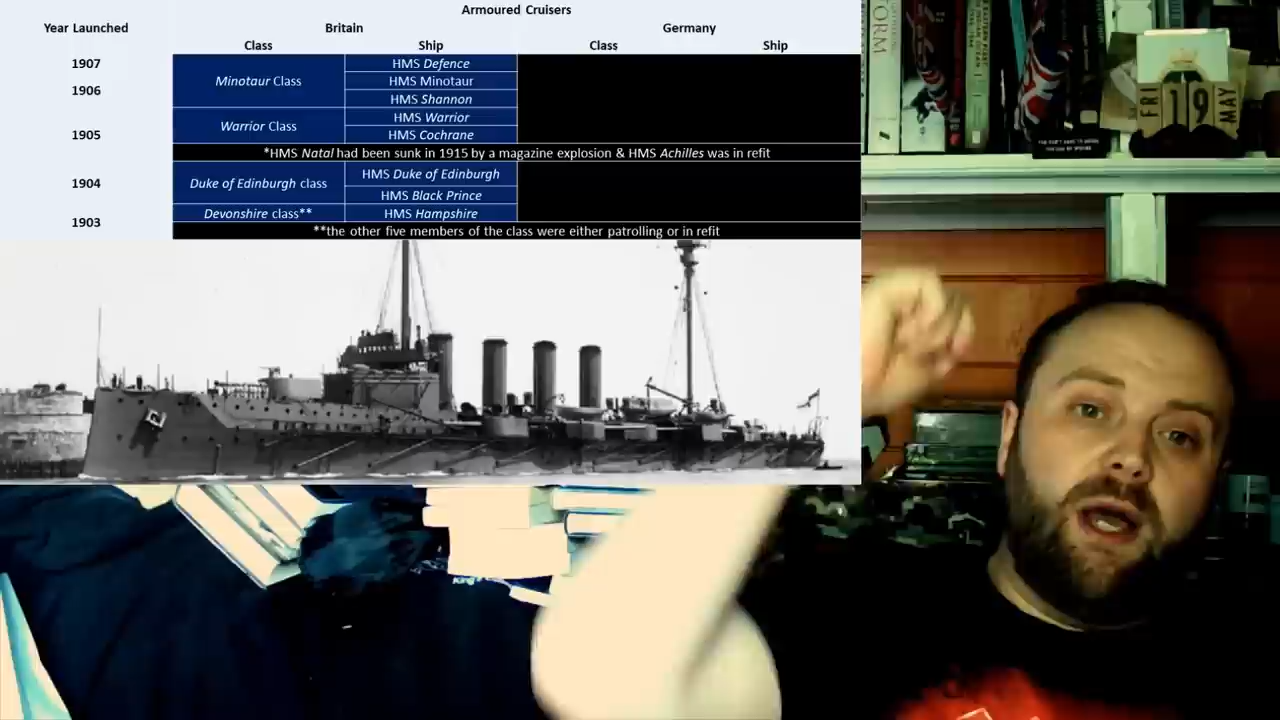 Armoured Cruisers
Year Launched Britain Germany
Class Ship Class Ship
1907 Minotaur Class HMS Defence
1906 HMS Minotaur
HMS Shannon
Warrior Class HMS Warrior
1905 HMS Cochrane
*HMS Natal had been sunk in 1915 by a magazine explosion & HMS Achilles was in refit
1904 Duke of Edinburgh class HMS Duke of Edinburgh
HMS Black Prince
Devonshire class** HMS Hampshire
1903
**the other five members of the class were either patrolling or in refit
FRI 19 MAY